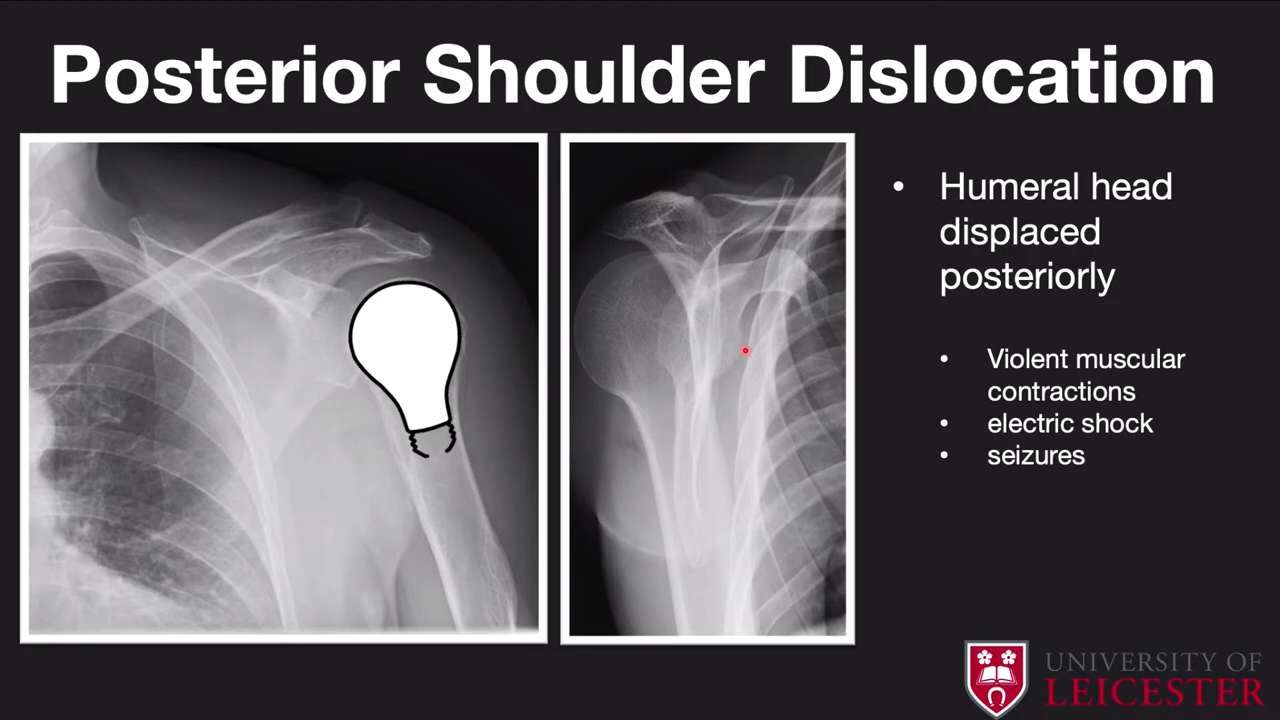 Posterior Shoulder Dislocation
• Humeral head
displaced
posteriorly
• Violent muscular
contractions
• electric shock
• seizures
UNIVERSITY OF
LEICESTER